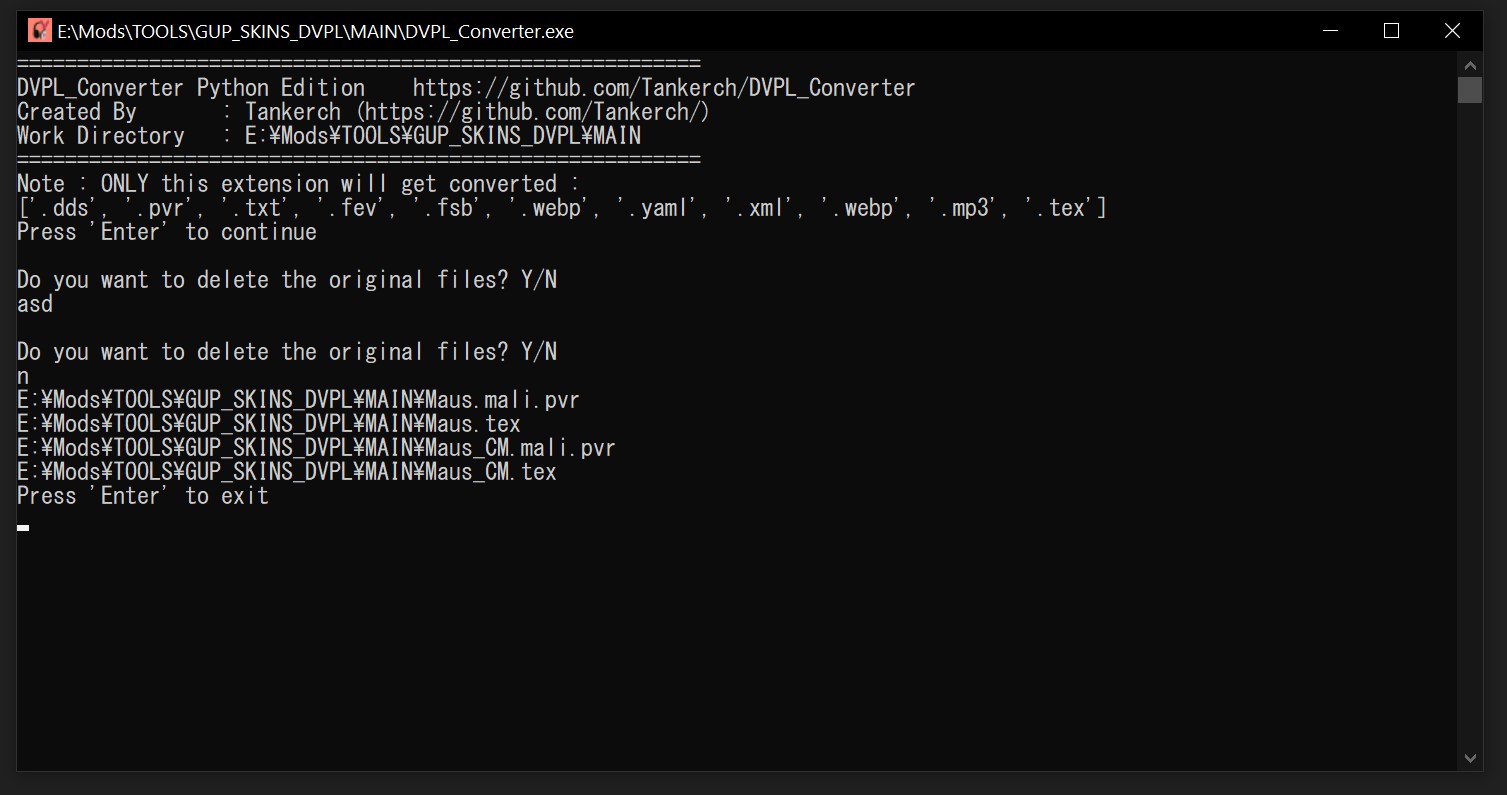 E:\Mods\TOOLS\GUP_SKINS_DVPL\MAIN\DVPL_Converter.exe
=========================================================
DVPL_Converter Python Edition    https://github.com/Tankerch/DVPL_Converter
Created By       : Tankerch (https://github.com/Tankerch/)
Work Directory   : E:¥Mods¥TOOLS¥GUP_SKINS_DVPL¥MAIN
=========================================================
Note : ONLY this extension will get converted :
['.dds', '.pvr', '.txt', '.fev', '.fsb', '.webp', '.yaml', '.xml', '.webp', '.mp3', '.tex']
Press 'Enter' to continue
Do you want to delete the original files? Y/N
asd
Do you want to delete the original files? Y/N
n
E:¥Mods¥TOOLS¥GUP_SKINS_DVPL¥MAIN¥Maus.mali.pvr
E:¥Mods¥TOOLS¥GUP_SKINS_DVPL¥MAIN¥Maus.tex
E:¥Mods¥TOOLS¥GUP_SKINS_DVPL¥MAIN¥Maus_CM.mali.pvr
E:¥Mods¥TOOLS¥GUP_SKINS_DVPL¥MAIN¥Maus_CM.tex
Press 'Enter' to exit